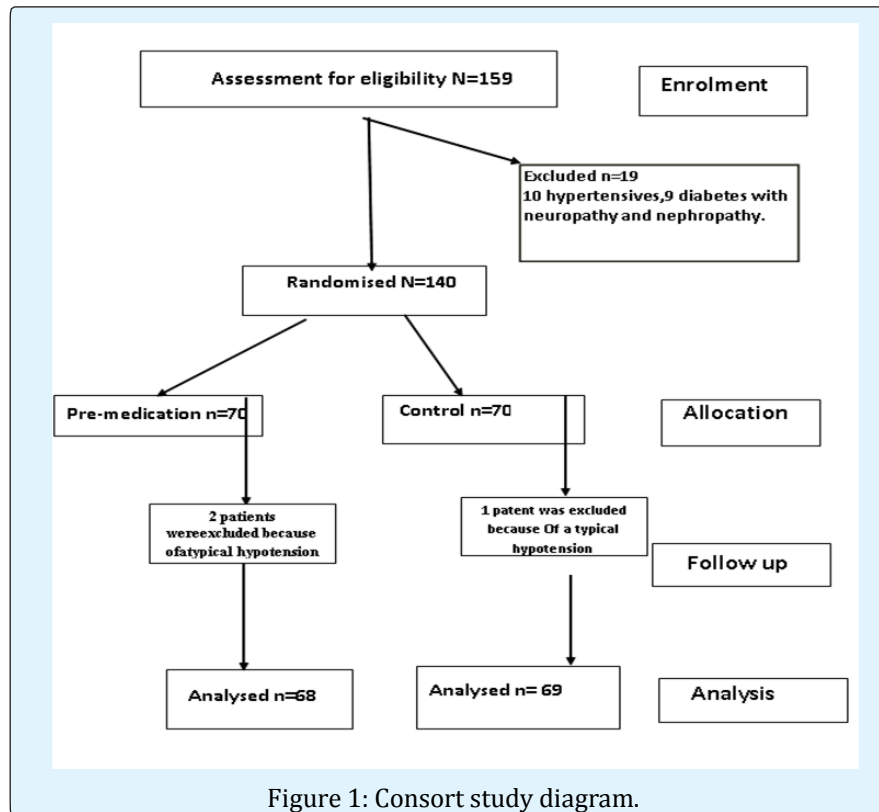 Assessment for eligibility N=159
Enrolment
Excluded n=19
10 hypertensives,9 diabetes with
neuropathy and nephropathy.
Randomised N=140
Pre-medication n=70
Control n=70
Allocation
2 patients
wereexcluded because
ofatypical hypotension
1 patent was excluded
because Of a typical
hypotension
Follow up
Analysed n=68
Analysed n= 69
Analysis
Figure 1: Consort study diagram.